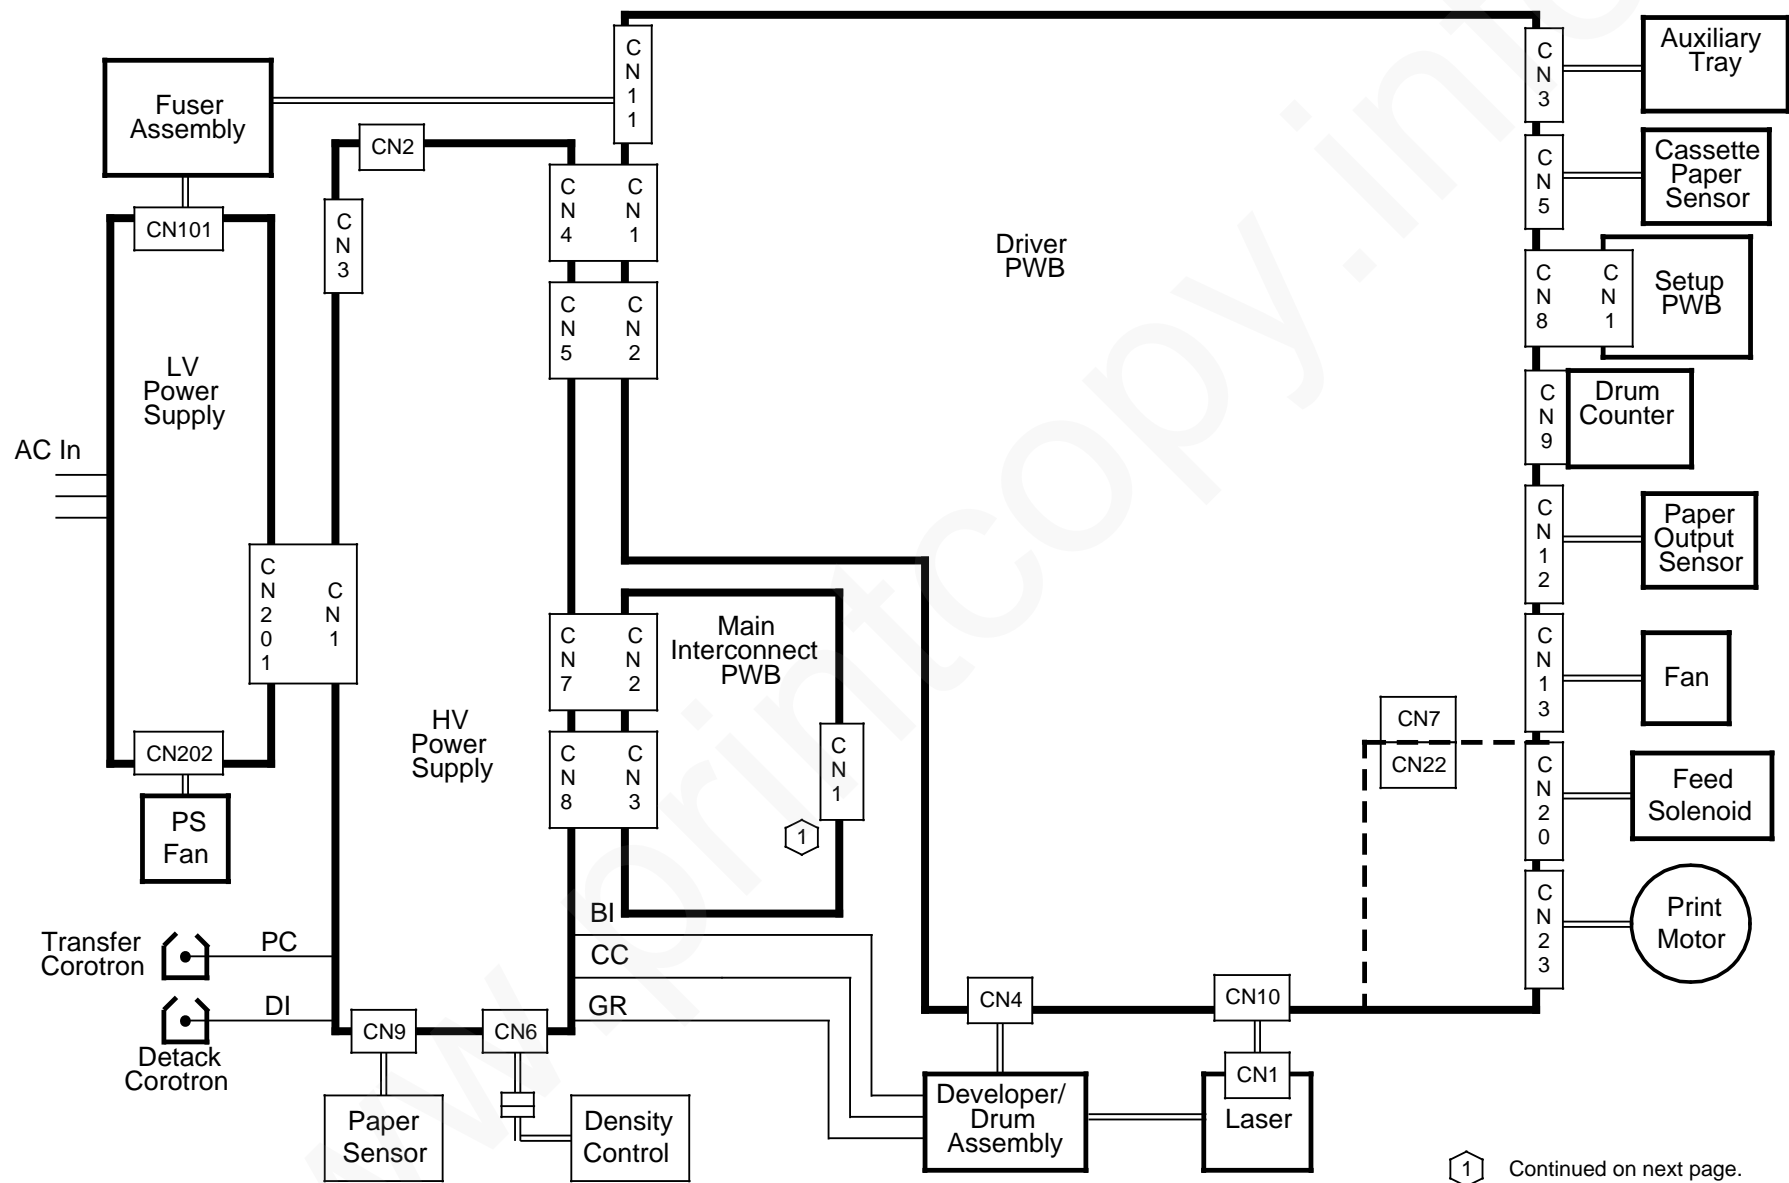 Fuser
Assembly
CN11
CN2
CN3
CN4
CN1
CN5
CN2
CN101
LV
Power
Supply
AC In
CN201
CN1
CN202
PS
Fan
HV
Power
Supply
CN7
CN2
Main
Interconnect
PWB
CN8
CN3
CN1
1
Driver
PWB
CN3
Auxiliary
Tray
CN5
Cassette
Paper
Sensor
CN8
CN1
Setup
PWB
CN9
Drum
Counter
CN12
Paper
Output
Sensor
CN13
Fan
CN7
CN22
CN20
Feed
Solenoid
CN23
Print
Motor
Transfer
Corotron
PC
DI
Detack
Corotron
BI
CC
GR
CN9
CN6
Paper
Sensor
Density
Control
CN4
CN10
CN1
Developer/
Drum
Assembly
Laser
1 Continued on next page.
w.printcopy.info